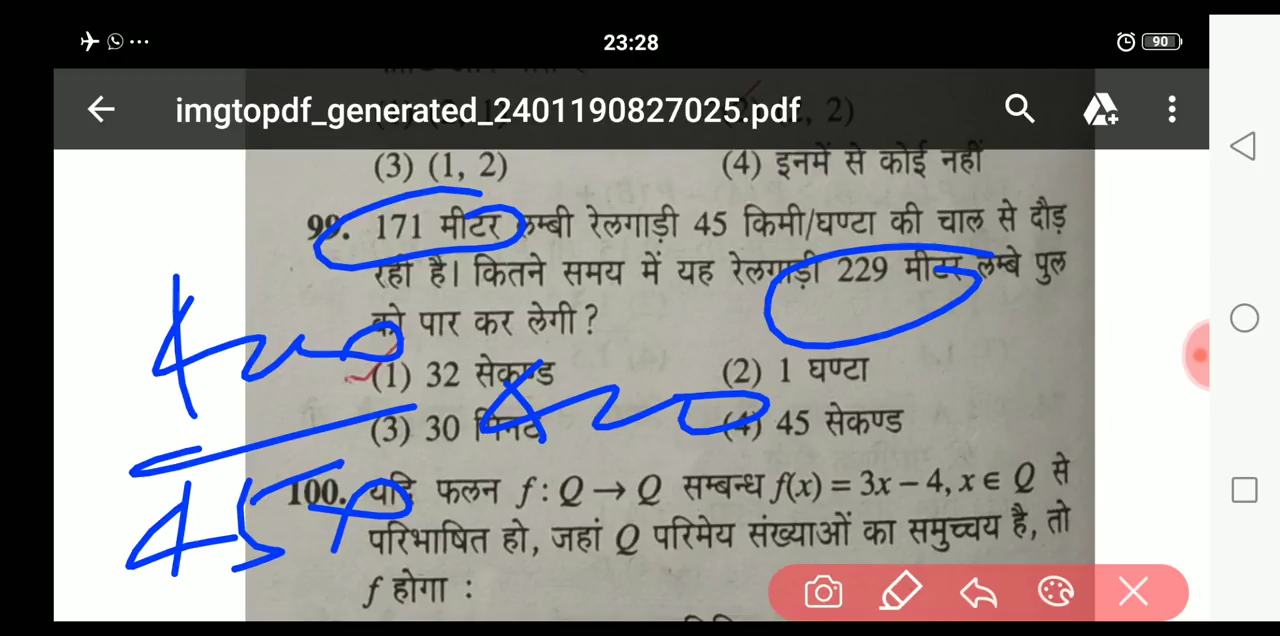 23:28
90
imgtopdf_generated_2401190827025.pdf
(3) (1, 2) (4) इनमें से कोई नहीं
99. 171 मीटर लम्बी रेलगाड़ी 45 किमी/घण्टा की चाल से दौड़
रही है। कितने समय में यह रेलगाड़ी 229 मीटर लम्बे पुल
को पार कर लेगी ?
(1) 32 सेकण्ड (2) 1 घण्टा
(3) 30 मिनट (4) 45 सेकण्ड
400
400
100. यदि फलन f : Q → Q सम्बन्ध f(x) = 3x – 4, x ∈ Q से
परिभाषित हो, जहां Q परिमेय संख्याओं का समुच्चय है, तो
f होगा :